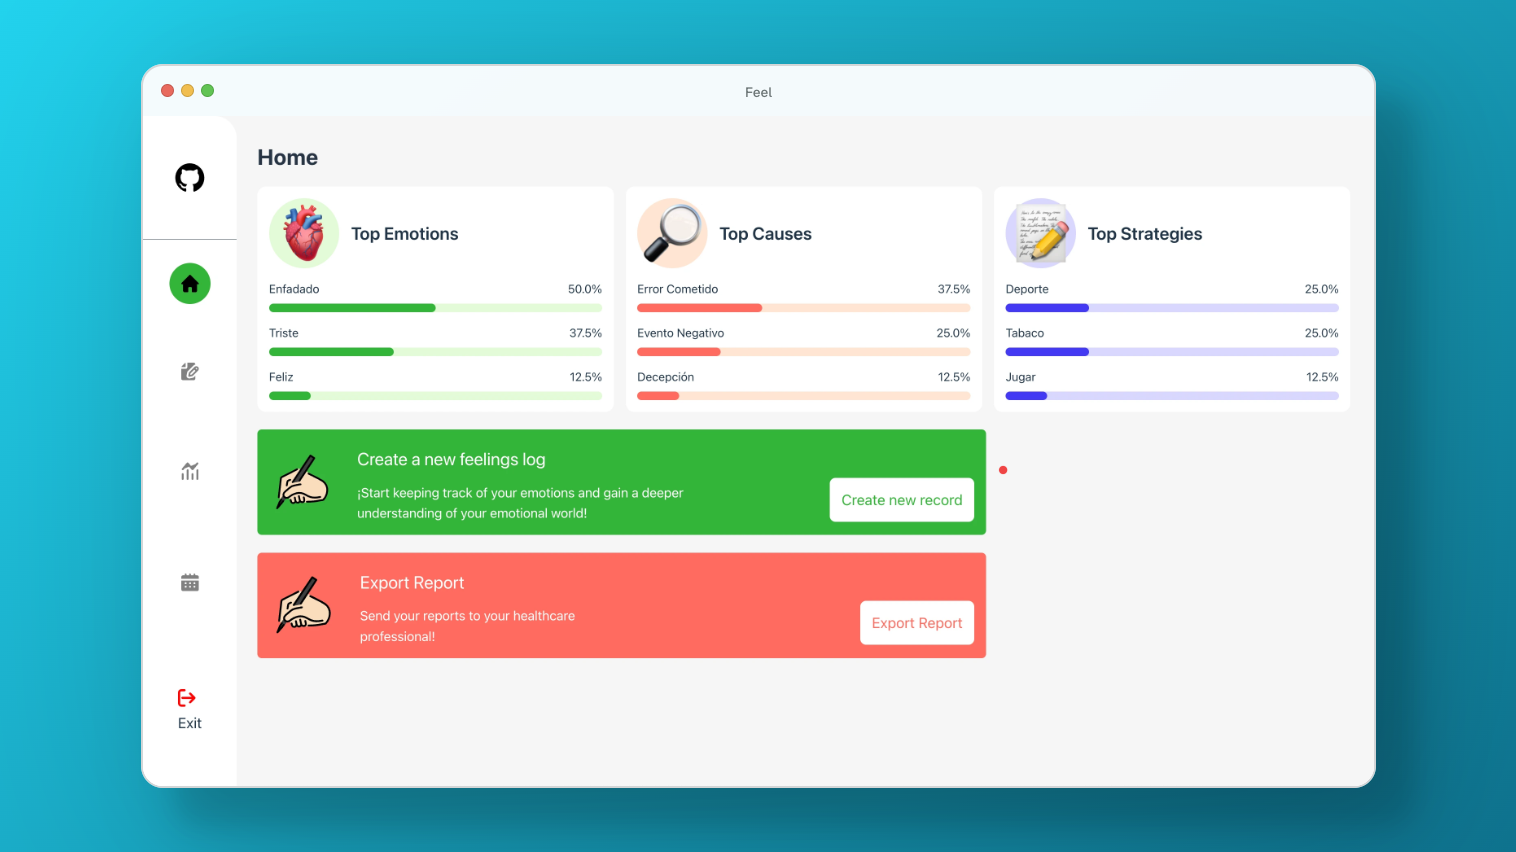 Feel
Home
Top Emotions
Enfadado 50.0%
Triste 37.5%
Feliz 12.5%
Top Causes
Error Cometido 37.5%
Evento Negativo 25.0%
Decepción 12.5%
Top Strategies
Deporte 25.0%
Tabaco 25.0%
Jugar 12.5%
Create a new feelings log
¡Start keeping track of your emotions and gain a deeper
understanding of your emotional world!
Create new record
Export Report
Send your reports to your healthcare
professional!
Export Report
Exit